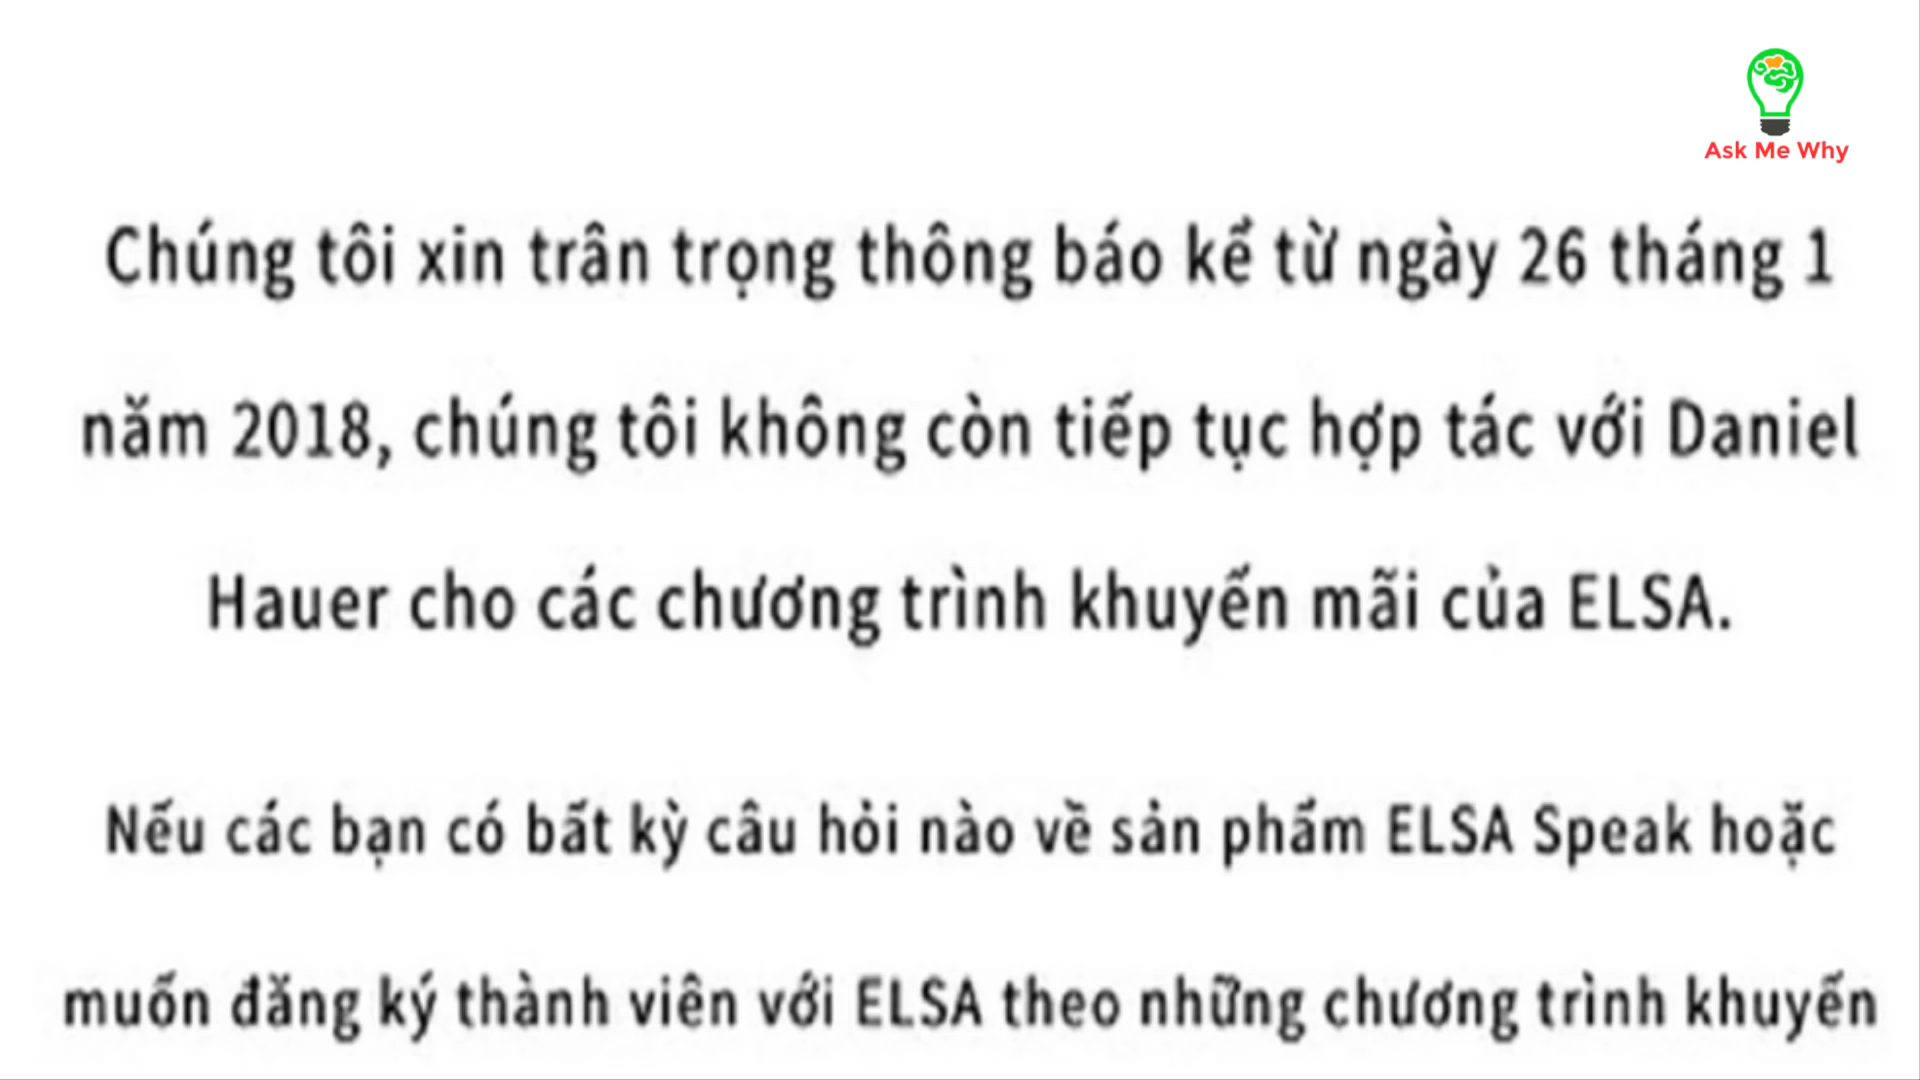 Ask Me Why
Chúng tôi xin trân trọng thông báo kể từ ngày 26 tháng 1
năm 2018, chúng tôi không còn tiếp tục hợp tác với Daniel
Hauer cho các chương trình khuyến mãi của ELSA.
Nếu các bạn có bất kỳ câu hỏi nào về sản phẩm ELSA Speak hoặc
muốn đăng ký thành viên với ELSA theo những chương trình khuyến